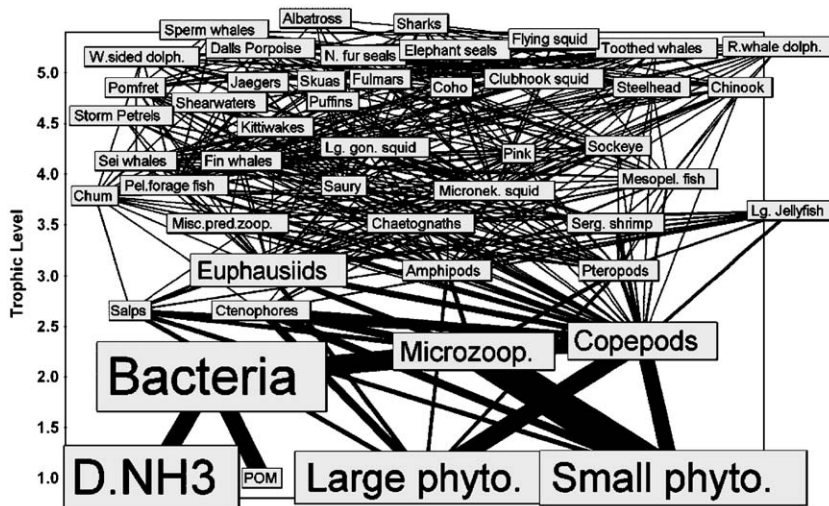 Albatross
Sharks
Sperm whales
Flying squid
W.sided dolph.
Dalls Porpoise
N. fur seals
Elephant seals
Toothed whales
R.whale dolph.
5.0
Pomfret
Jaegers
Skuas
Fulmars
Coho
Clubhook squid
Steelhead
Chinook
Shearwaters
Puffins
Storm Petrels
4.5
Kittiwakes
Lg. gon. squid
Pink
Sockeye
Sei whales
Fin whales
4.0
Chum
Pel.forage fish
Saury
Micronek. squid
Mesopel. fish
3.5
Misc.pred.zoop.
Chaetognaths
Serg. shrimp
Lg. Jellyfish
Trophic Level
3.0
Euphausiids
Amphipods
Pteropods
2.5
Salps
Ctenophores
Microzoop.
Copepods
2.0
Bacteria
1.5
1.0
D.NH3
POM
Large phyto.
Small phyto.